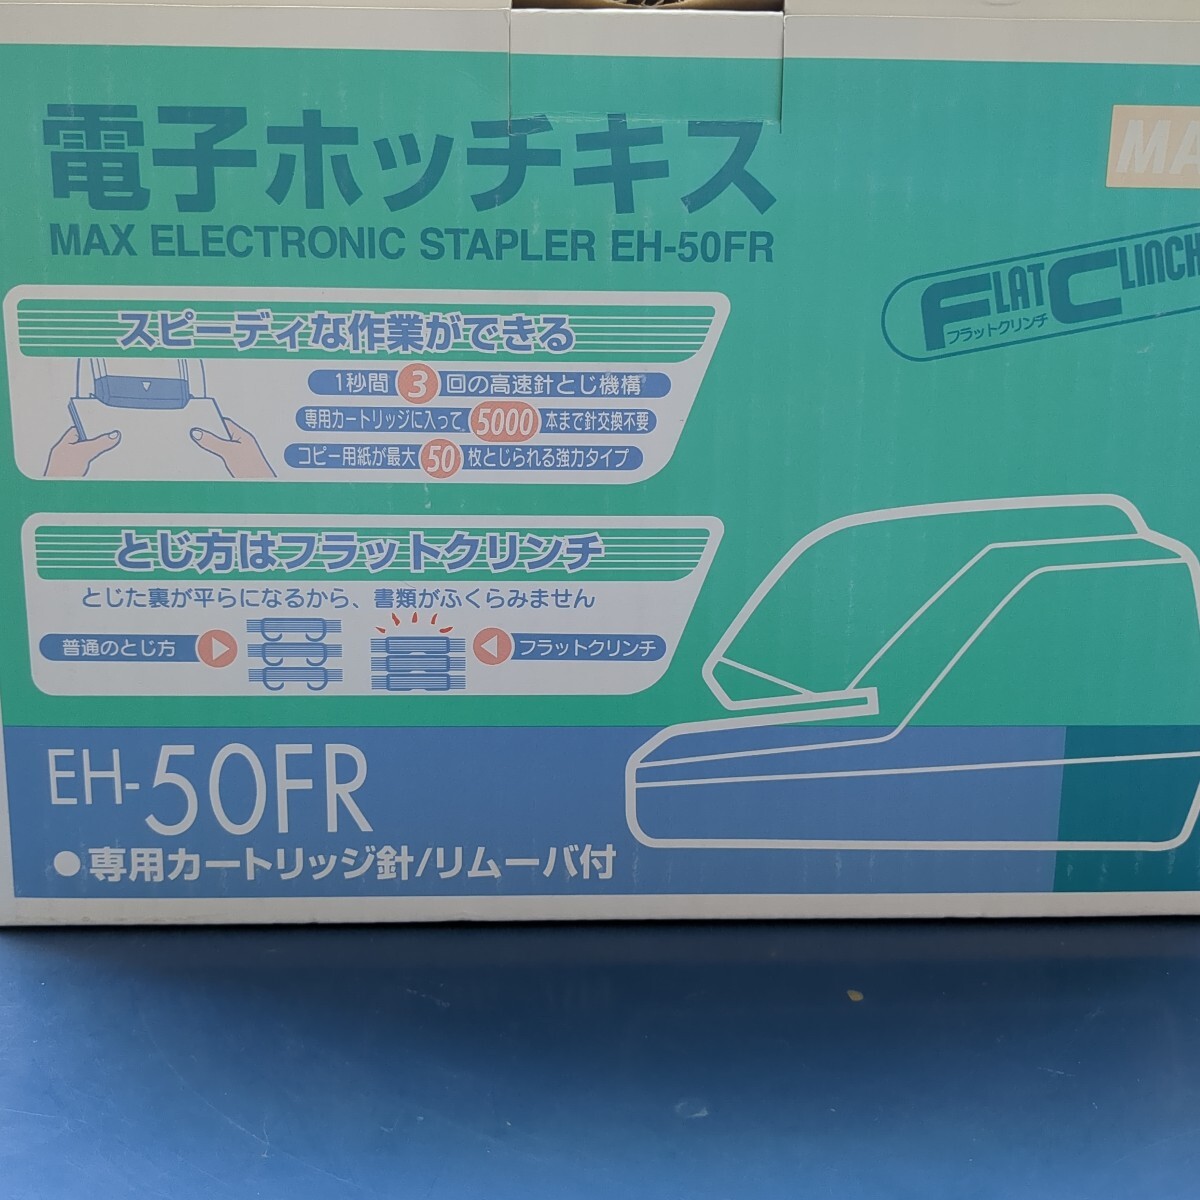 電子ホッチキス
MAX ELECTRONIC STAPLER EH-50FR
MA
FLAT CLINCH
フラットクリンチ
スピーディな作業ができる
1秒間3回の高速針とじ機構
専用カートリッジに入って5000本まで針交換不要
コピー用紙が最大50枚とじられる強力タイプ
とじ方はフラットクリンチ
とじた裏が平らになるから、書類がふくらみません
普通のとじ方
フラットクリンチ
EH-50FR
●専用カートリッジ針/リムーバ付